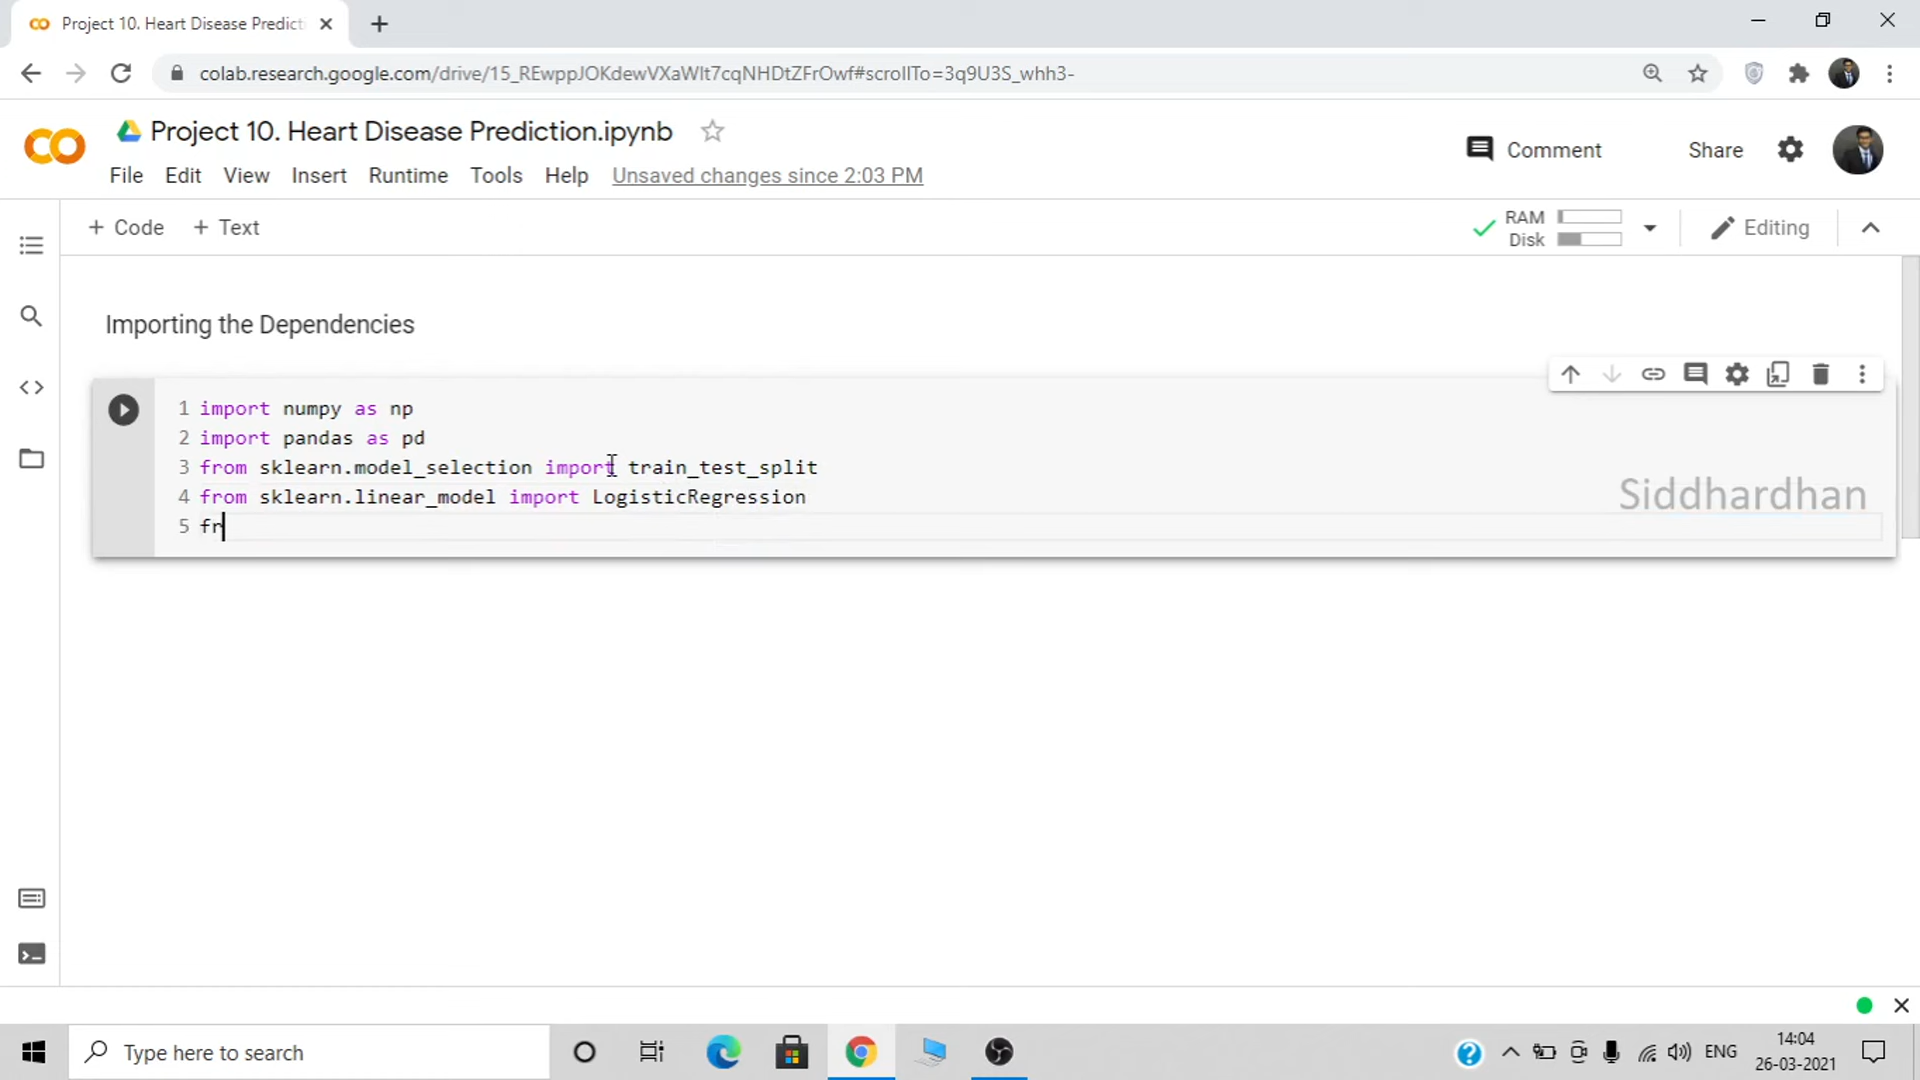 Project 10. Heart Disease Predict
colab.research.google.com/drive/15_REwppJOKdewVXaWlt7cqNHDtZFrOwf#scrollTo=3q9U3S_whh3-
Project 10. Heart Disease Prediction.ipynb
Comment
Share
File Edit View Insert Runtime Tools Help Unsaved changes since 2:03 PM
+ Code + Text
RAM
Disk
Editing
Importing the Dependencies
1 import numpy as np
2 import pandas as pd
3 from sklearn.model_selection import train_test_split
4 from sklearn.linear_model import LogisticRegression
5 fr
Siddhardhan
Type here to search
ENG
14:04
26-03-2021